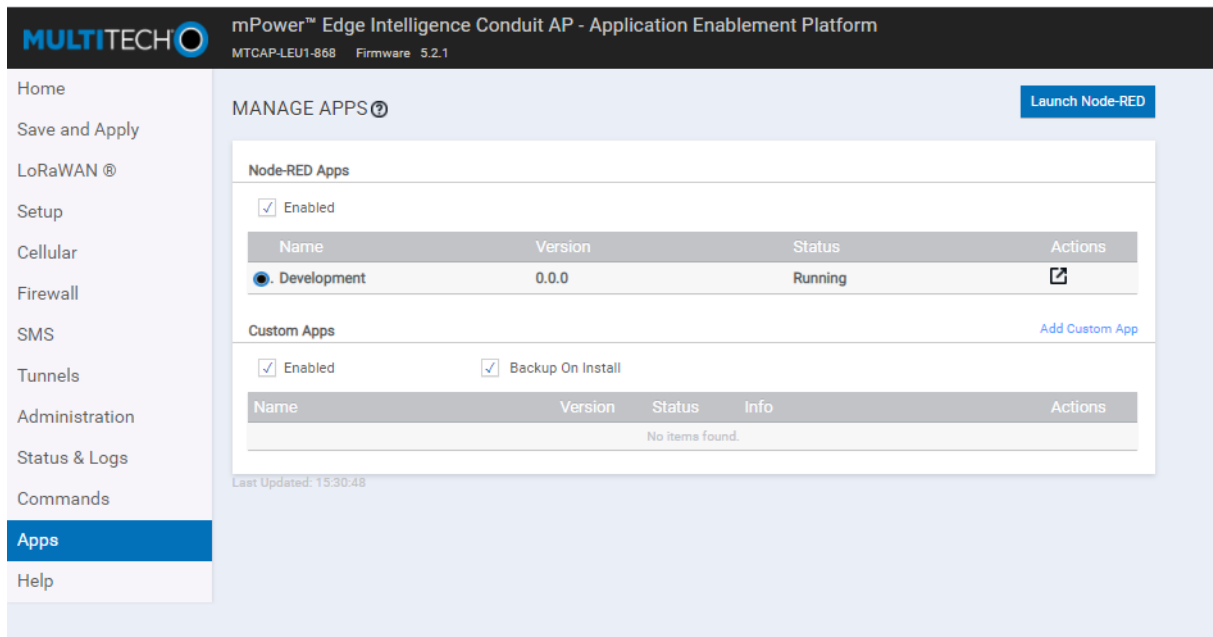 MULTITECH
mPower™ Edge Intelligence Conduit AP - Application Enablement Platform
MTCAP-LEU1-868 Firmware 5.2.1
Home
Save and Apply
LoRaWAN ®
Setup
Cellular
Firewall
SMS
Tunnels
Administration
Status & Logs
Commands
Apps
Help
MANAGE APPS?
Launch Node-RED
Node-RED Apps
Enabled
Name Version Status Actions
Development 0.0.0 Running
Custom Apps Add Custom App
Enabled Backup On Install
Name Version Status Info Actions
No items found.
Last Updated: 15:30:48